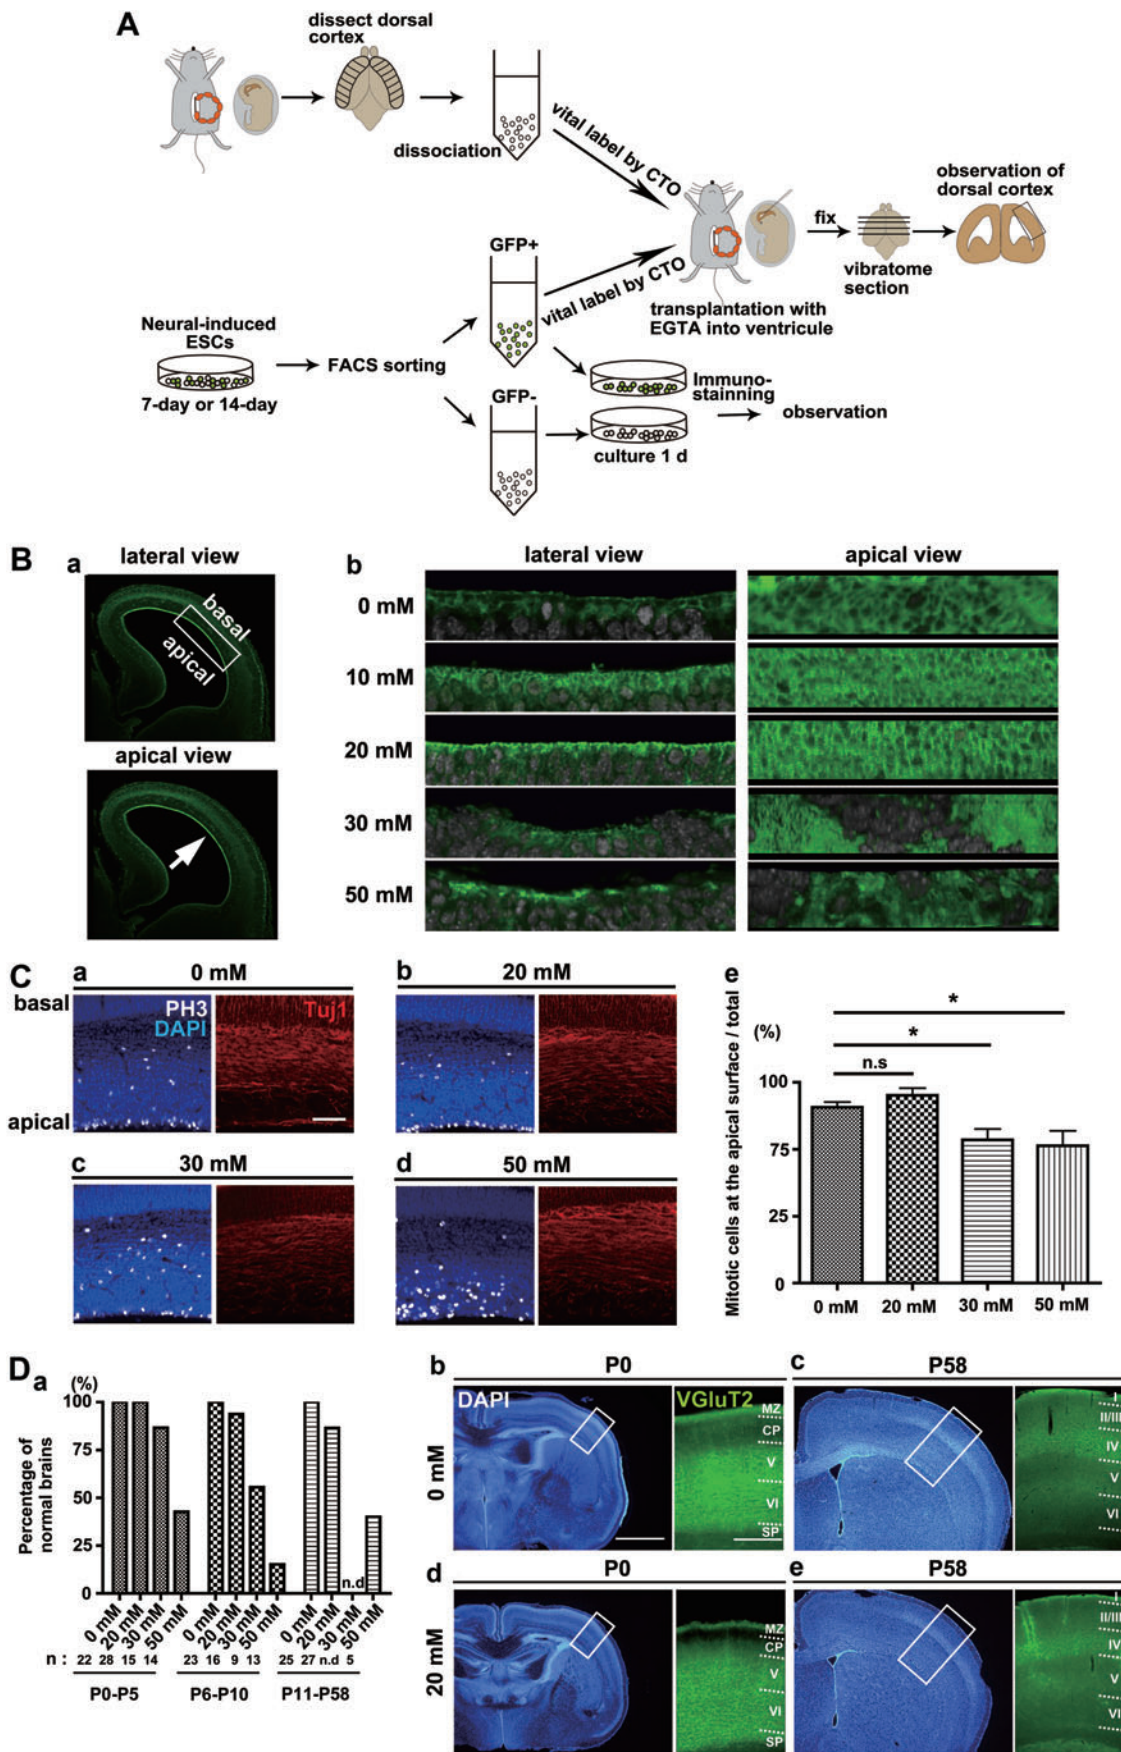 A
dissect dorsal
cortex
dissociation
vital label by CTO
vital label by CTO
observation of
dorsal cortex
fix
vibratome
section
transplantation with
EGTA into ventricule
GFP+
Neural-induced
ESCs
7-day or 14-day
FACS sorting
GFP-
Immuno-
stainning
observation
culture 1 d
B
a
lateral view
basal
apical
apical view
b
lateral view
apical view
0 mM
10 mM
20 mM
30 mM
50 mM
C
a
0 mM
basal
PH3
DAPI
Tuj1
apical
b
20 mM
c
30 mM
d
50 mM
e
Mitotic cells at the apical surface / total
(%)
*
*
n.s
100
75
25
0
0 mM
20 mM
30 mM
50 mM
D
a
(%)
Percentage of
normal brains
100
75
50
25
0
n.d
0 mM
20 mM
30 mM
50 mM
0 mM
20 mM
30 mM
50 mM
0 mM
20 mM
30 mM
50 mM
n : 22 28 15 14 23 16 9 13 25 27 n.d 5
P0-P5
P6-P10
P11-P58
b
P0
DAPI
VGluT2
MZ
CP
V
VI
SP
0 mM
c
P58
I
II/III
IV
V
VI
d
P0
MZ
CP
V
VI
SP
20 mM
e
P58
I
II/III
IV
V
VI